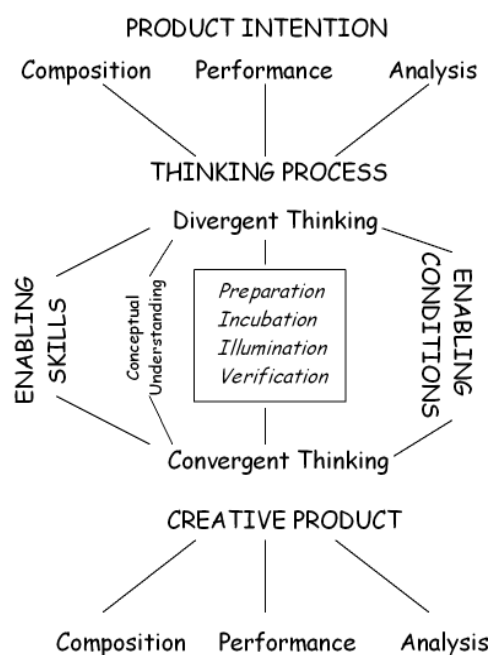 PRODUCT INTENTION
Composition Performance Analysis
THINKING PROCESS
Divergent Thinking
ENABLING
SKILLS
Conceptual
Understanding
Preparation
Incubation
Illumination
Verification
ENABLING
CONDITIONS
Convergent Thinking
CREATIVE PRODUCT
Composition Performance Analysis